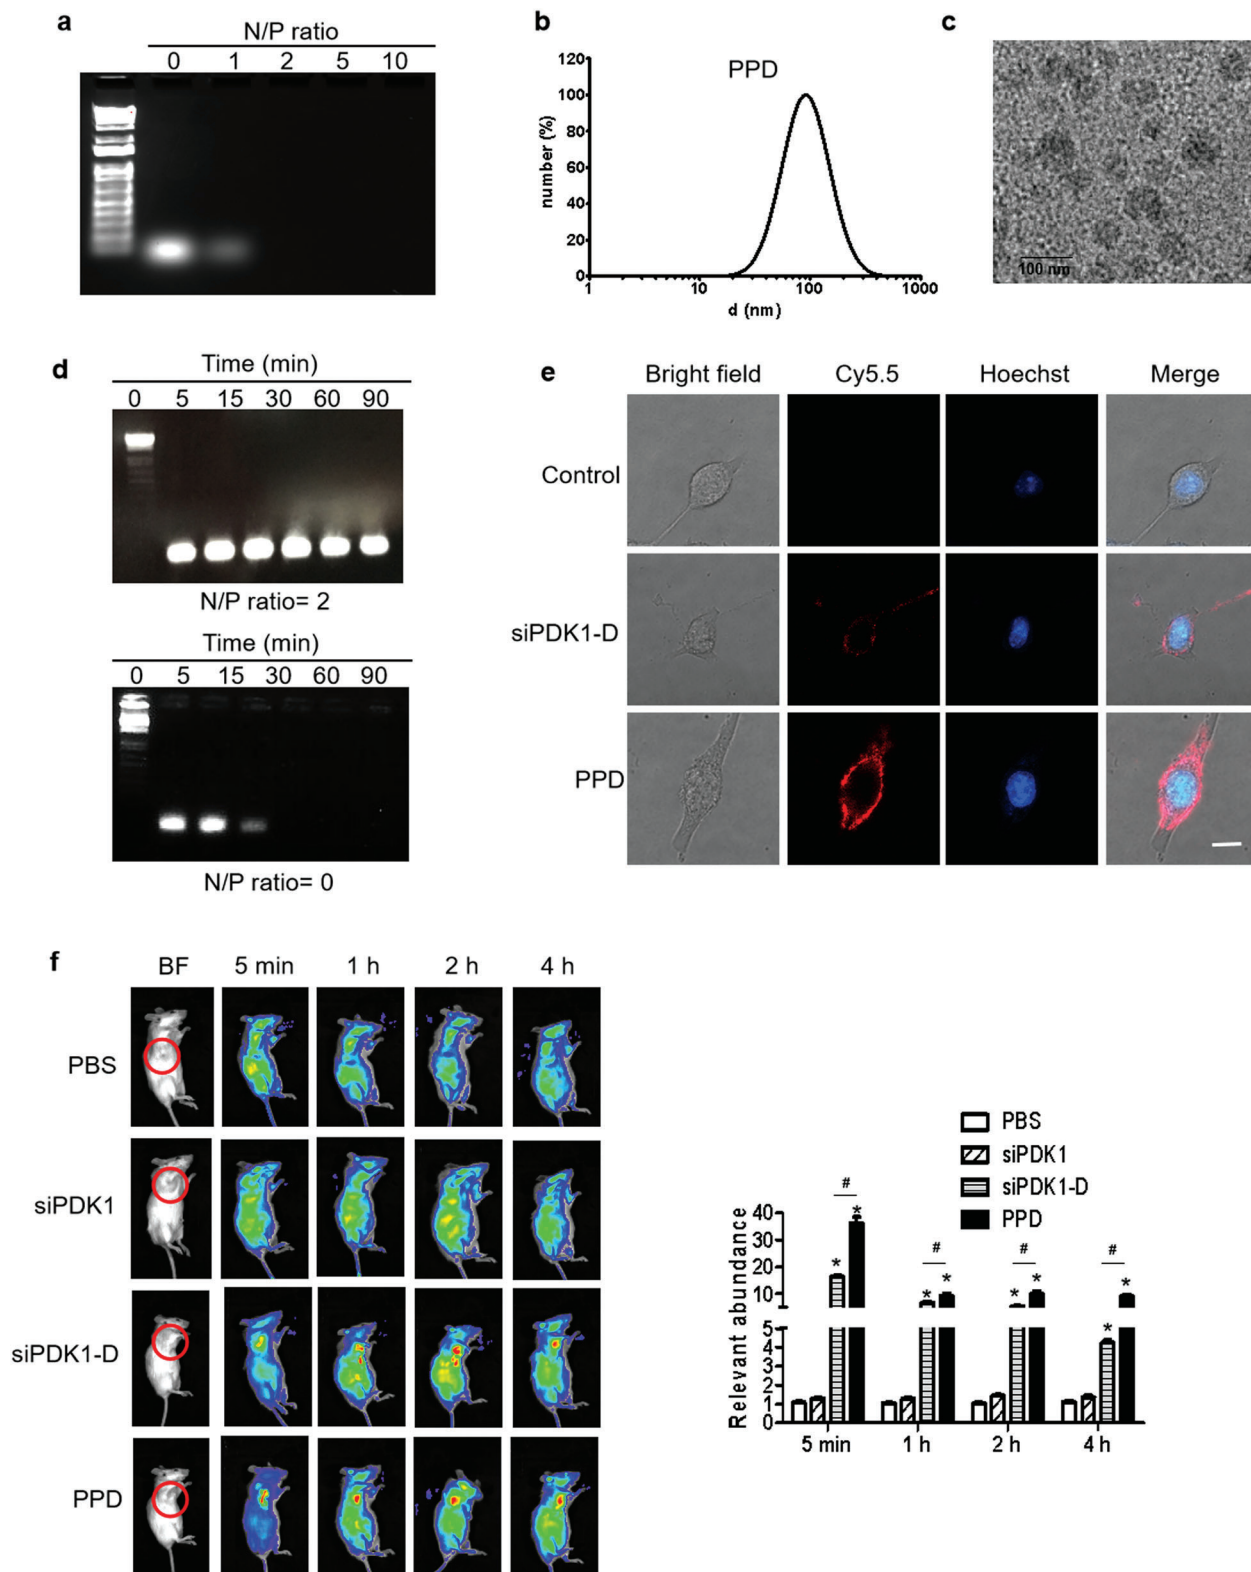 a
N/P ratio
0 1 2 5 10
b
PPD
number (%)
120
100
80
60
40
20
0
1 10 100 1000
d (nm)
c
100 nm
d
Time (min)
0 5 15 30 60 90
N/P ratio= 2
Time (min)
0 5 15 30 60 90
N/P ratio= 0
e
Bright field Cy5.5 Hoechst Merge
Control
siPDK1-D
PPD
f
BF 5 min 1 h 2 h 4 h
PBS
siPDK1
siPDK1-D
PPD
PBS
siPDK1
siPDK1-D
PPD
Relevant abundance
40
30
20
10
5
4
3
2
1
0
# # # #
* * * * * * * *
5 min 1 h 2 h 4 h